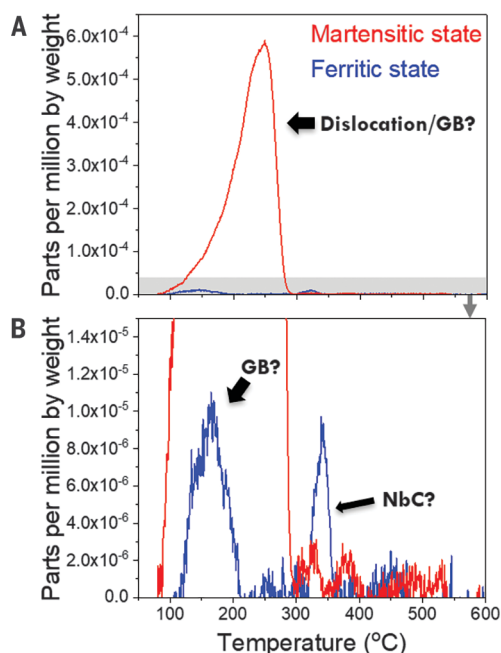 A
Parts per million by weight
6.0x10-4
5.0x10-4
4.0x10-4
3.0x10-4
2.0x10-4
1.0x10-4
0.0
Martensitic state
Ferritic state
Dislocation/GB?
B
Parts per million by weight
1.4x10-5
1.2x10-5
1.0x10-5
8.0x10-6
6.0x10-6
4.0x10-6
2.0x10-6
0.0
GB?
NbC?
100 200 300 400 500 600
Temperature (°C)